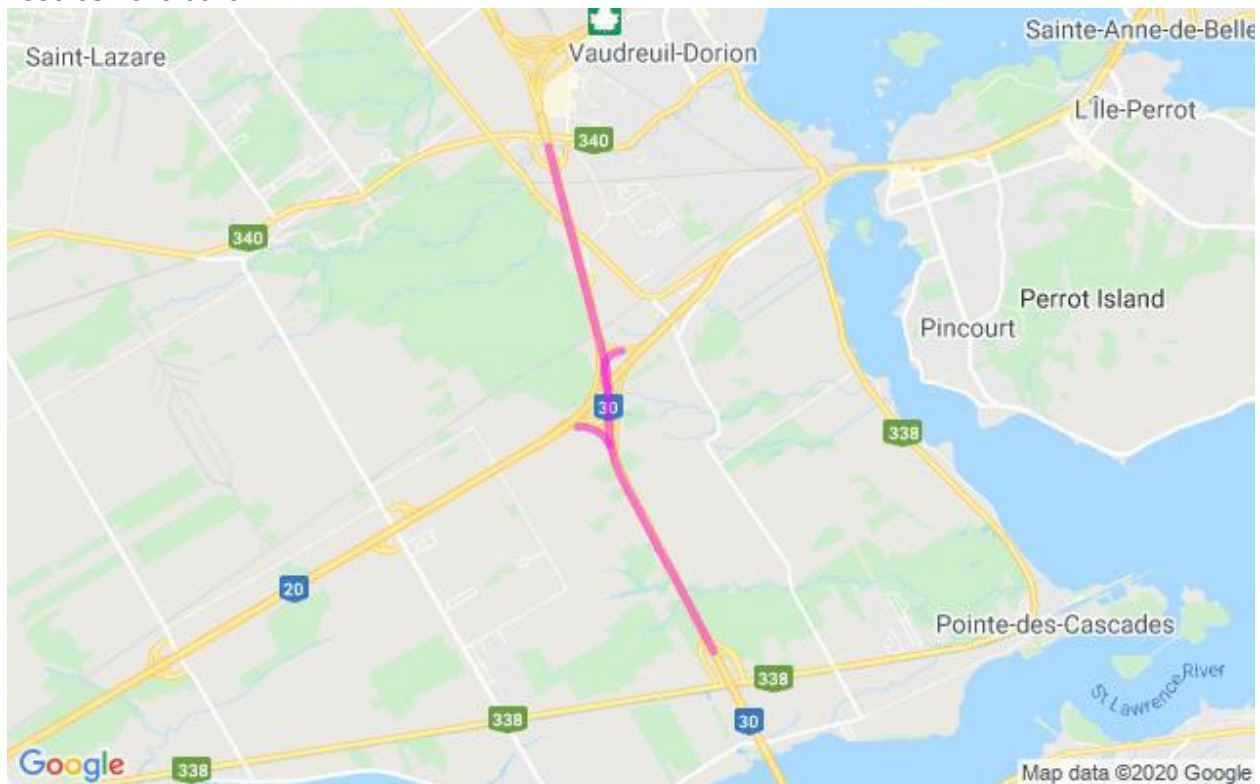 Saint-Lazare
Vaudreuil-Dorion
Sainte-Anne-de-Belle
L'Île-Perrot
340
340
Perrot Island
Pincourt
30
338
20
Pointe-des-Cascades
338
St Lawrence River
338
30
338
Google
Map data ©2020 Google